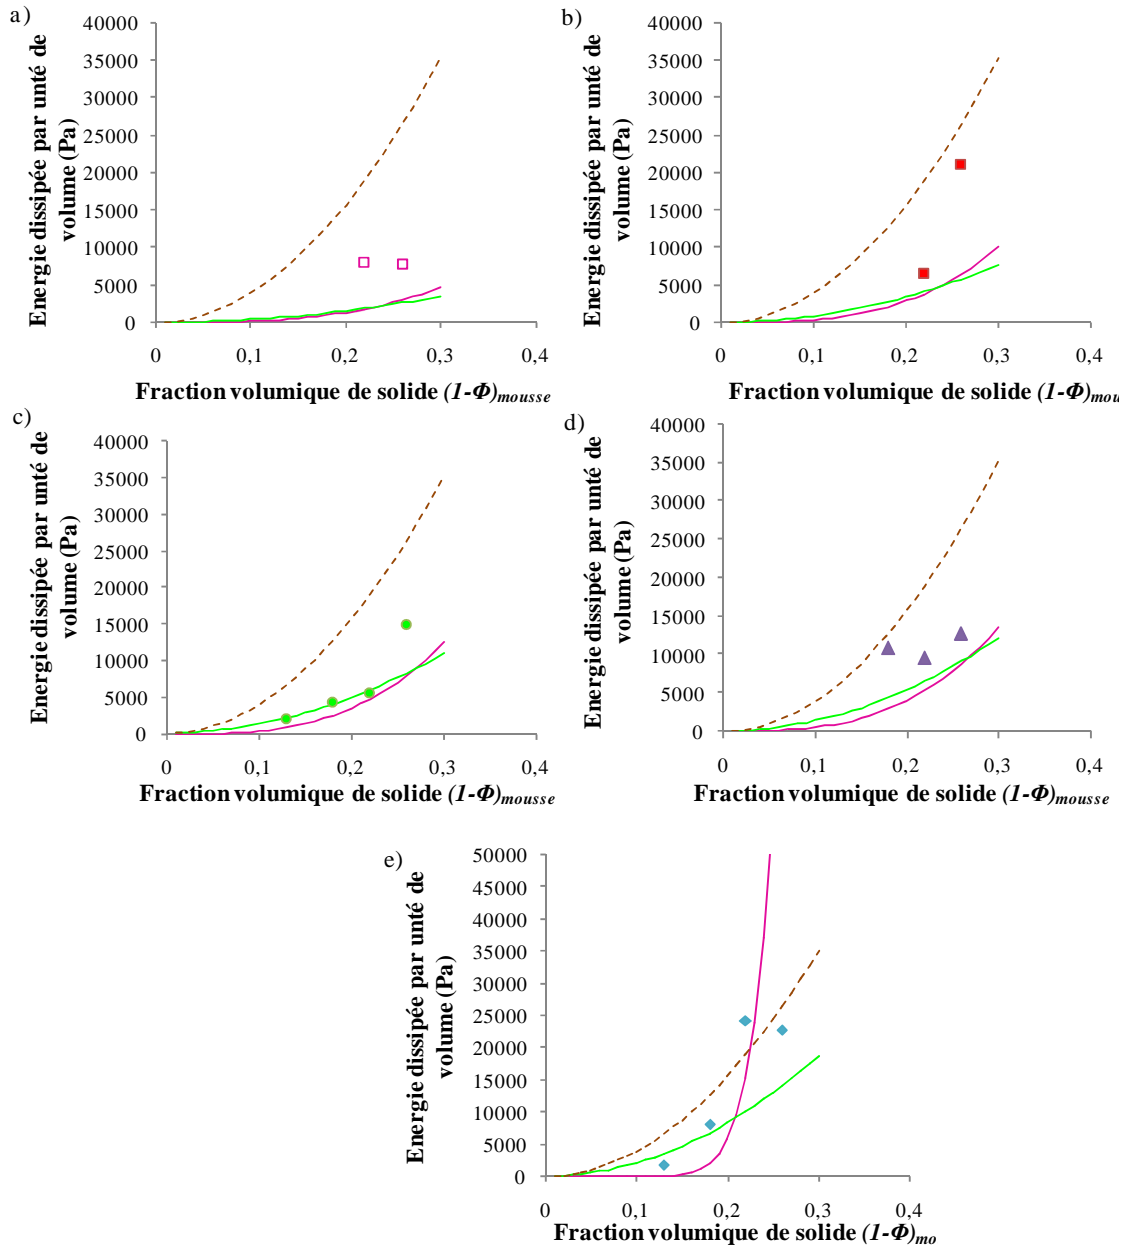 a)
Energie dissipée par unté de
volume (Pa)
40000
35000
30000
25000
20000
15000
10000
5000
0
0 0,1 0,2 0,3 0,4
Fraction volumique de solide (1-Φ)mousse
b)
Energie dissipée par unté de
volume (Pa)
40000
35000
30000
25000
20000
15000
10000
5000
0
0 0,1 0,2 0,3 0,4
Fraction volumique de solide (1-Φ)mou
c)
Energie dissipée par unté de
volume (Pa)
40000
35000
30000
25000
20000
15000
10000
5000
0
0 0,1 0,2 0,3 0,4
Fraction volumique de solide (1-Φ)mousse
d)
Energie dissipée par unté de
volume (Pa)
40000
35000
30000
25000
20000
15000
10000
5000
0
0 0,1 0,2 0,3 0,4
Fraction volumique de solide (1-Φ)mousse
e)
Energie dissipée par unté de
volume (Pa)
50000
45000
40000
35000
30000
25000
20000
15000
10000
5000
0
0 0,1 0,2 0,3 0,4
Fraction volumique de solide (1-Φ)mo